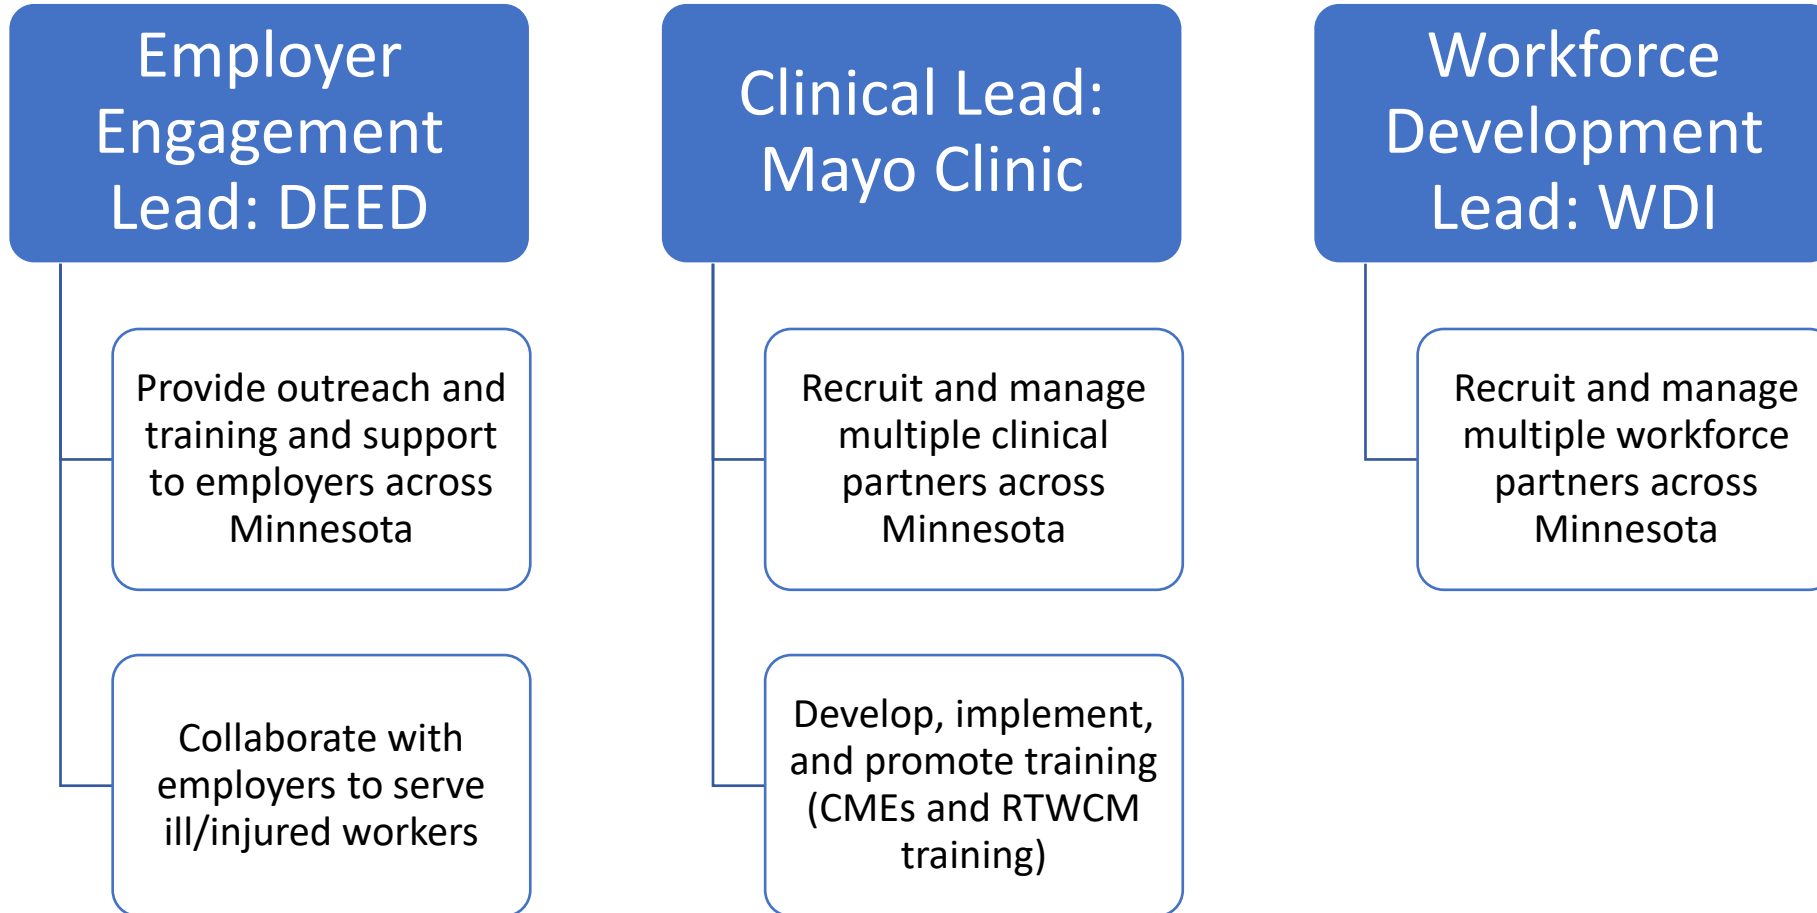 Employer
Engagement
Lead: DEED
Provide outreach and
training and support
to employers across
Minnesota
Collaborate with
employers to serve
ill/injured workers
Clinical Lead:
Mayo Clinic
Recruit and manage
multiple clinical
partners across
Minnesota
Develop, implement,
and promote training
(CMEs and RTWCM
training)
Workforce
Development
Lead: WDI
Recruit and manage
multiple workforce
partners across
Minnesota